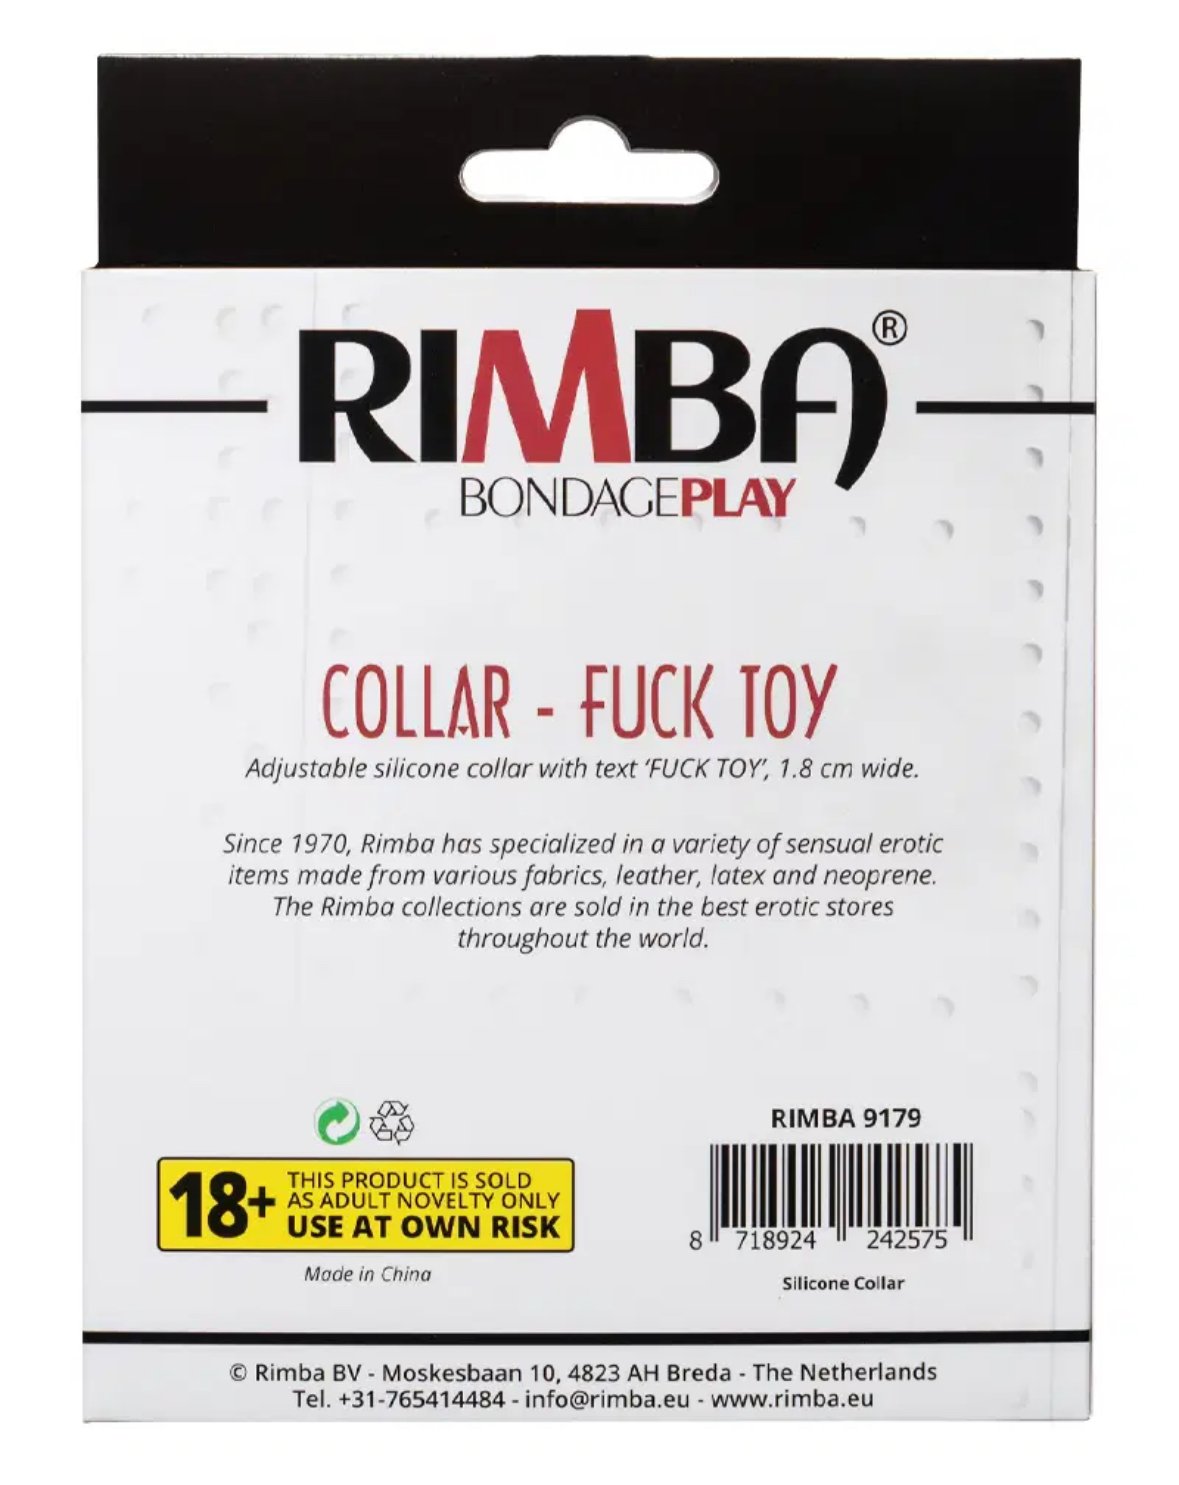 RIMBA®
BONDAGEPLAY
COLLAR - FUCK TOY
Adjustable silicone collar with text ‘FUCK TOY’, 1.8 cm wide.
Since 1970, Rimba has specialized in a variety of sensual erotic
items made from various fabrics, leather, latex and neoprene.
The Rimba collections are sold in the best erotic stores
throughout the world.
18+
THIS PRODUCT IS SOLD
AS ADULT NOVELTY ONLY
USE AT OWN RISK
Made in China
RIMBA 9179
8 718924 242575
Silicone Collar
© Rimba BV - Moskesbaan 10, 4823 AH Breda - The Netherlands
Tel. +31-765414484 - info@rimba.eu - www.rimba.eu